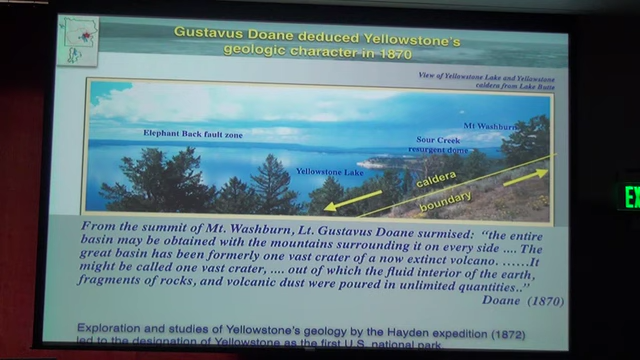 Gustavus Doane deduced Yellowstone's
geologic character in 1870
View of Yellowstone Lake and Yellowstone
caldera from Lake Butte
Mt Washburn
Elephant Back fault zone
Sour Creek
resurgent dome
Yellowstone Lake
caldera
boundary
From the summit of Mt. Washburn, Lt. Gustavus Doane surmised: “the entire
basin may be obtained with the mountains surrounding it on every side .... The
great basin has been formerly one vast crater of a now extinct volcano. ......It
might be called one vast crater, .... out of which the fluid interior of the earth,
fragments of rocks, and volcanic dust were poured in unlimited quantities..”
Doane (1870)
Exploration and studies of Yellowstone's geology by the Hayden expedition (1872)
led to the designation of Yellowstone as the first U.S. national park.
EX